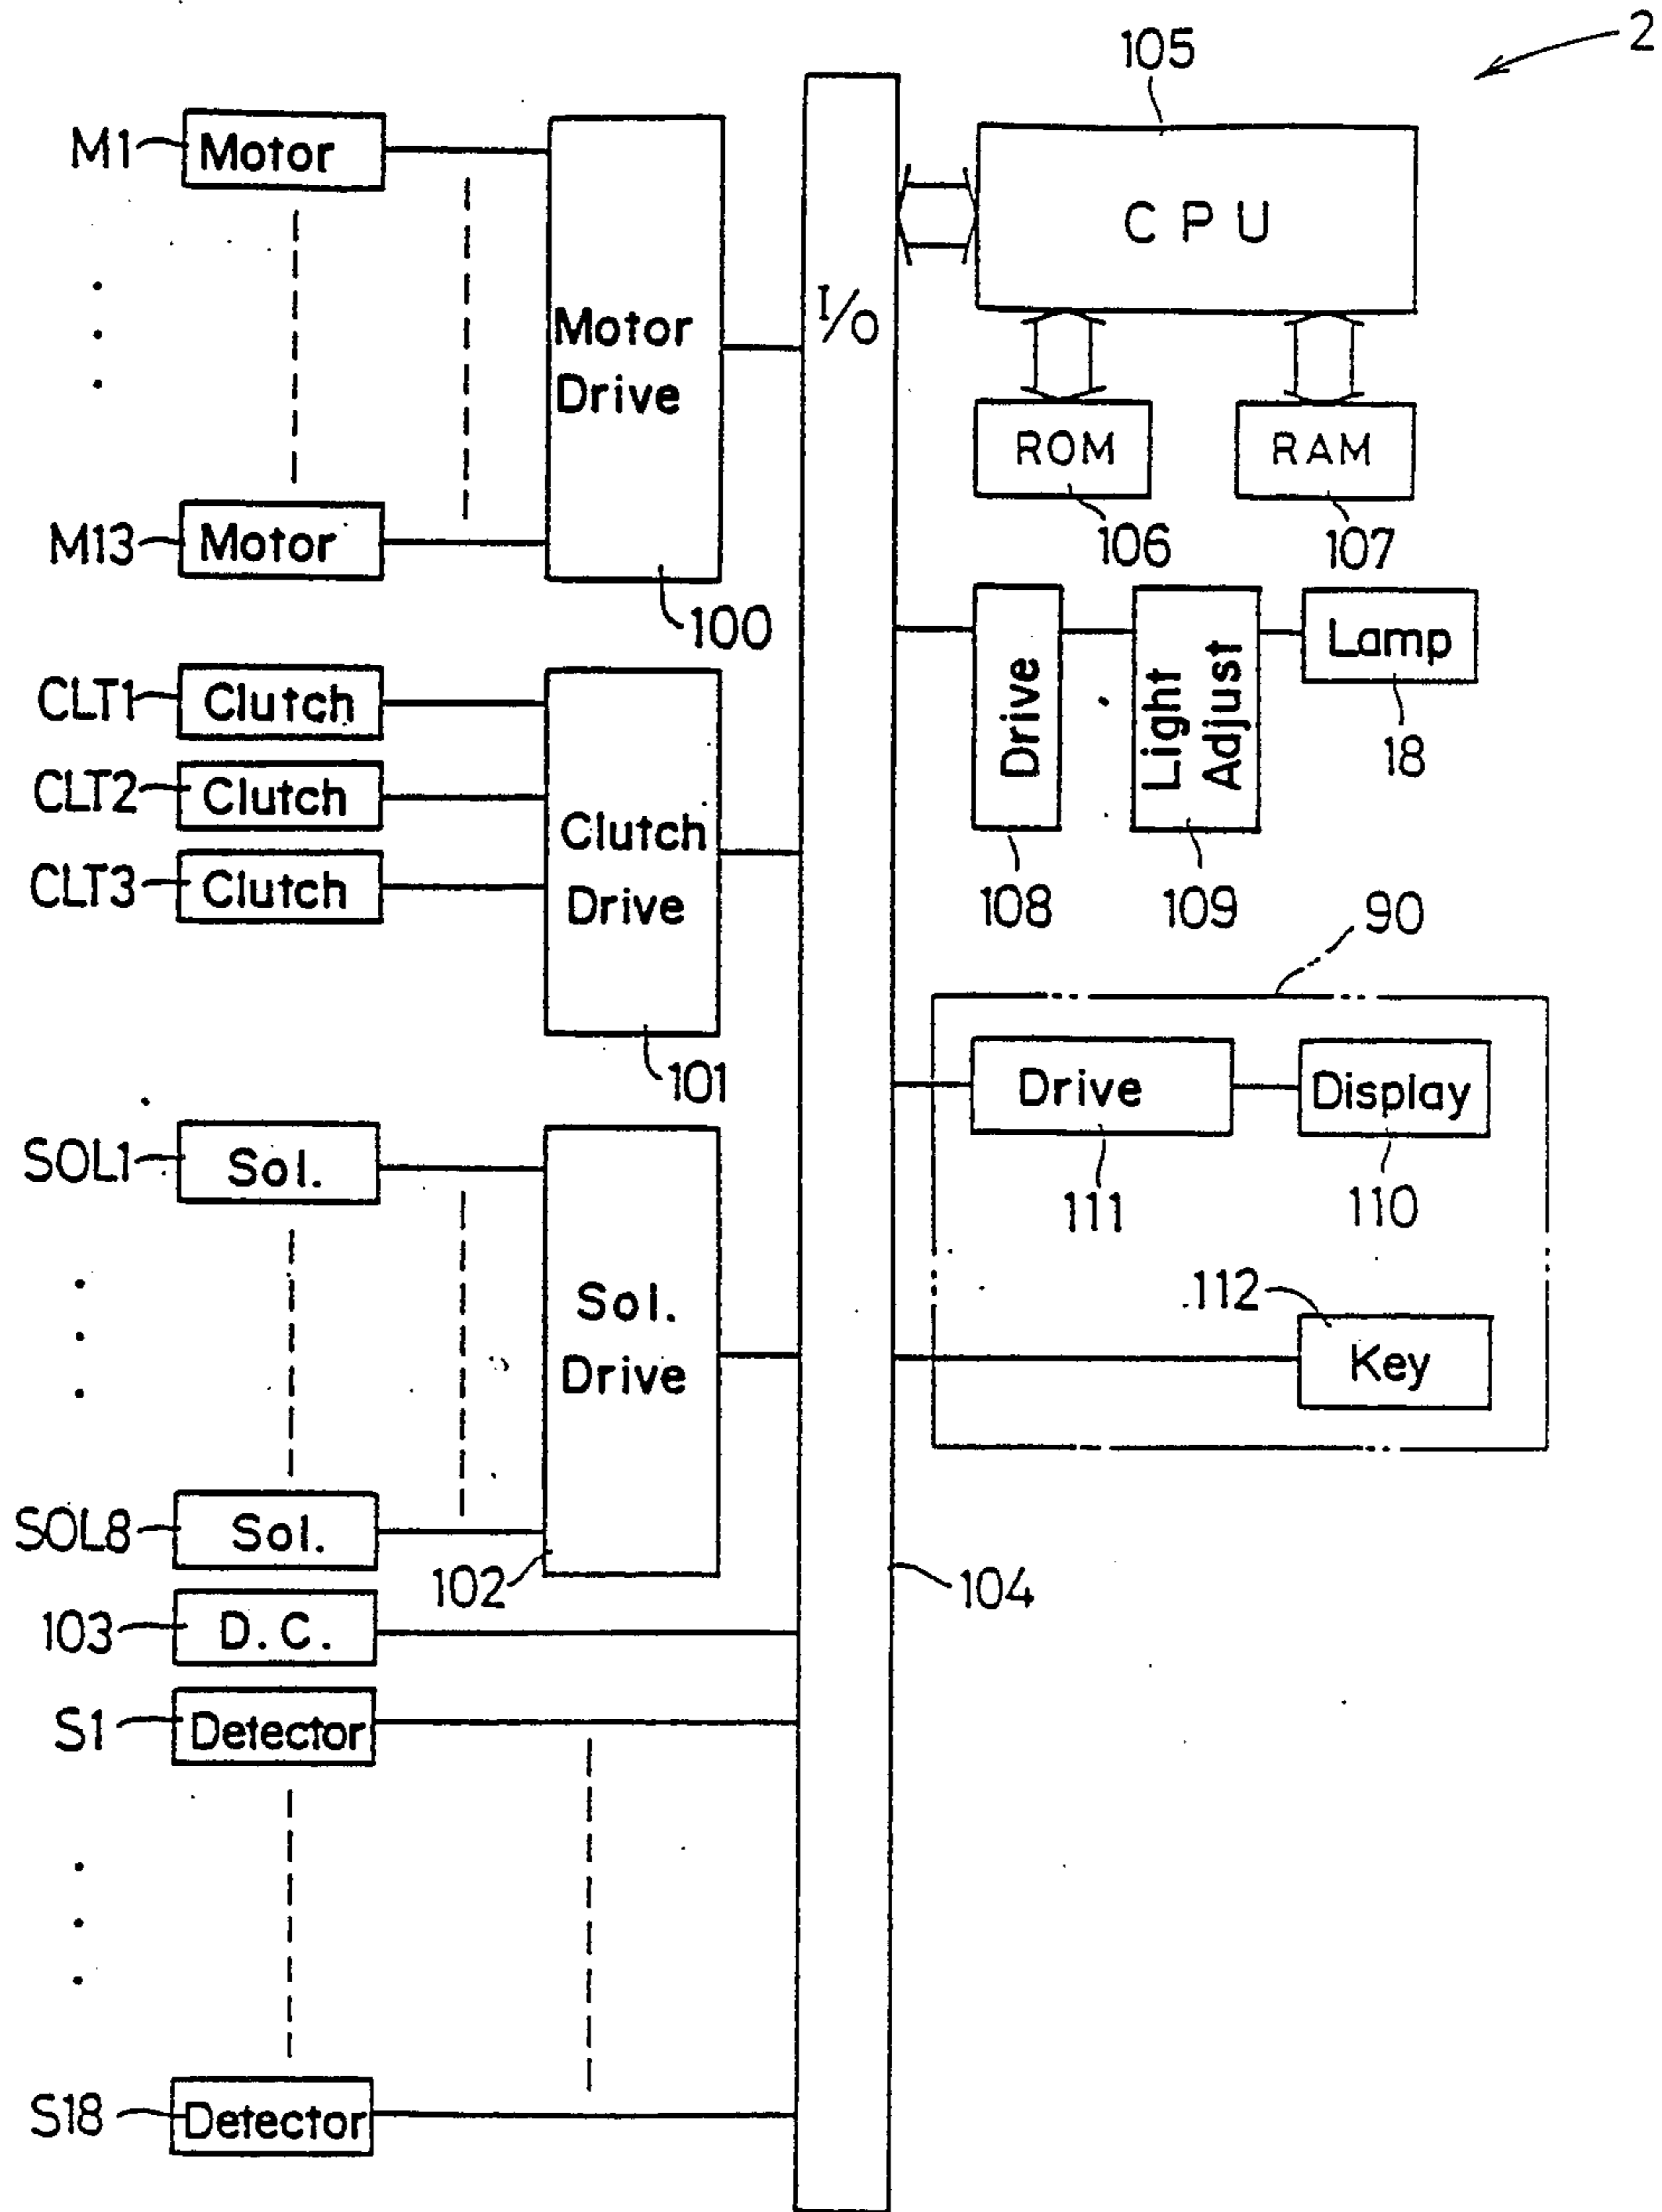 2
105
M1
Motor
CPU
I/O
Motor
Drive
ROM
RAM
M13
Motor
106
107
100
Lamp
Drive
Light
Adjust
18
CLT1
Clutch
CLT2
Clutch
Clutch
Drive
CLT3
Clutch
108
109
90
101
Drive
Display
SOL1
Sol.
111
110
112
Sol.
Drive
Key
SOL8
Sol.
102
104
103
D.C.
S1
Detector
S18
Detector